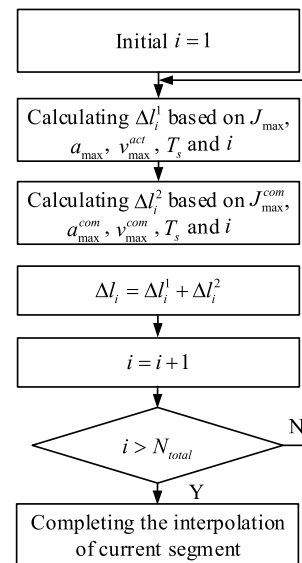 Initial i = 1
Calculating Δl_i^1 based on J_max,
a_max, v_max^act, T_s and i
Calculating Δl_i^2 based on J_max^com,
a_max^com, v_max^com, T_s and i
Δl_i = Δl_i^1 + Δl_i^2
i = i+1
i > N_total
N
Y
Completing the interpolation
of current segment